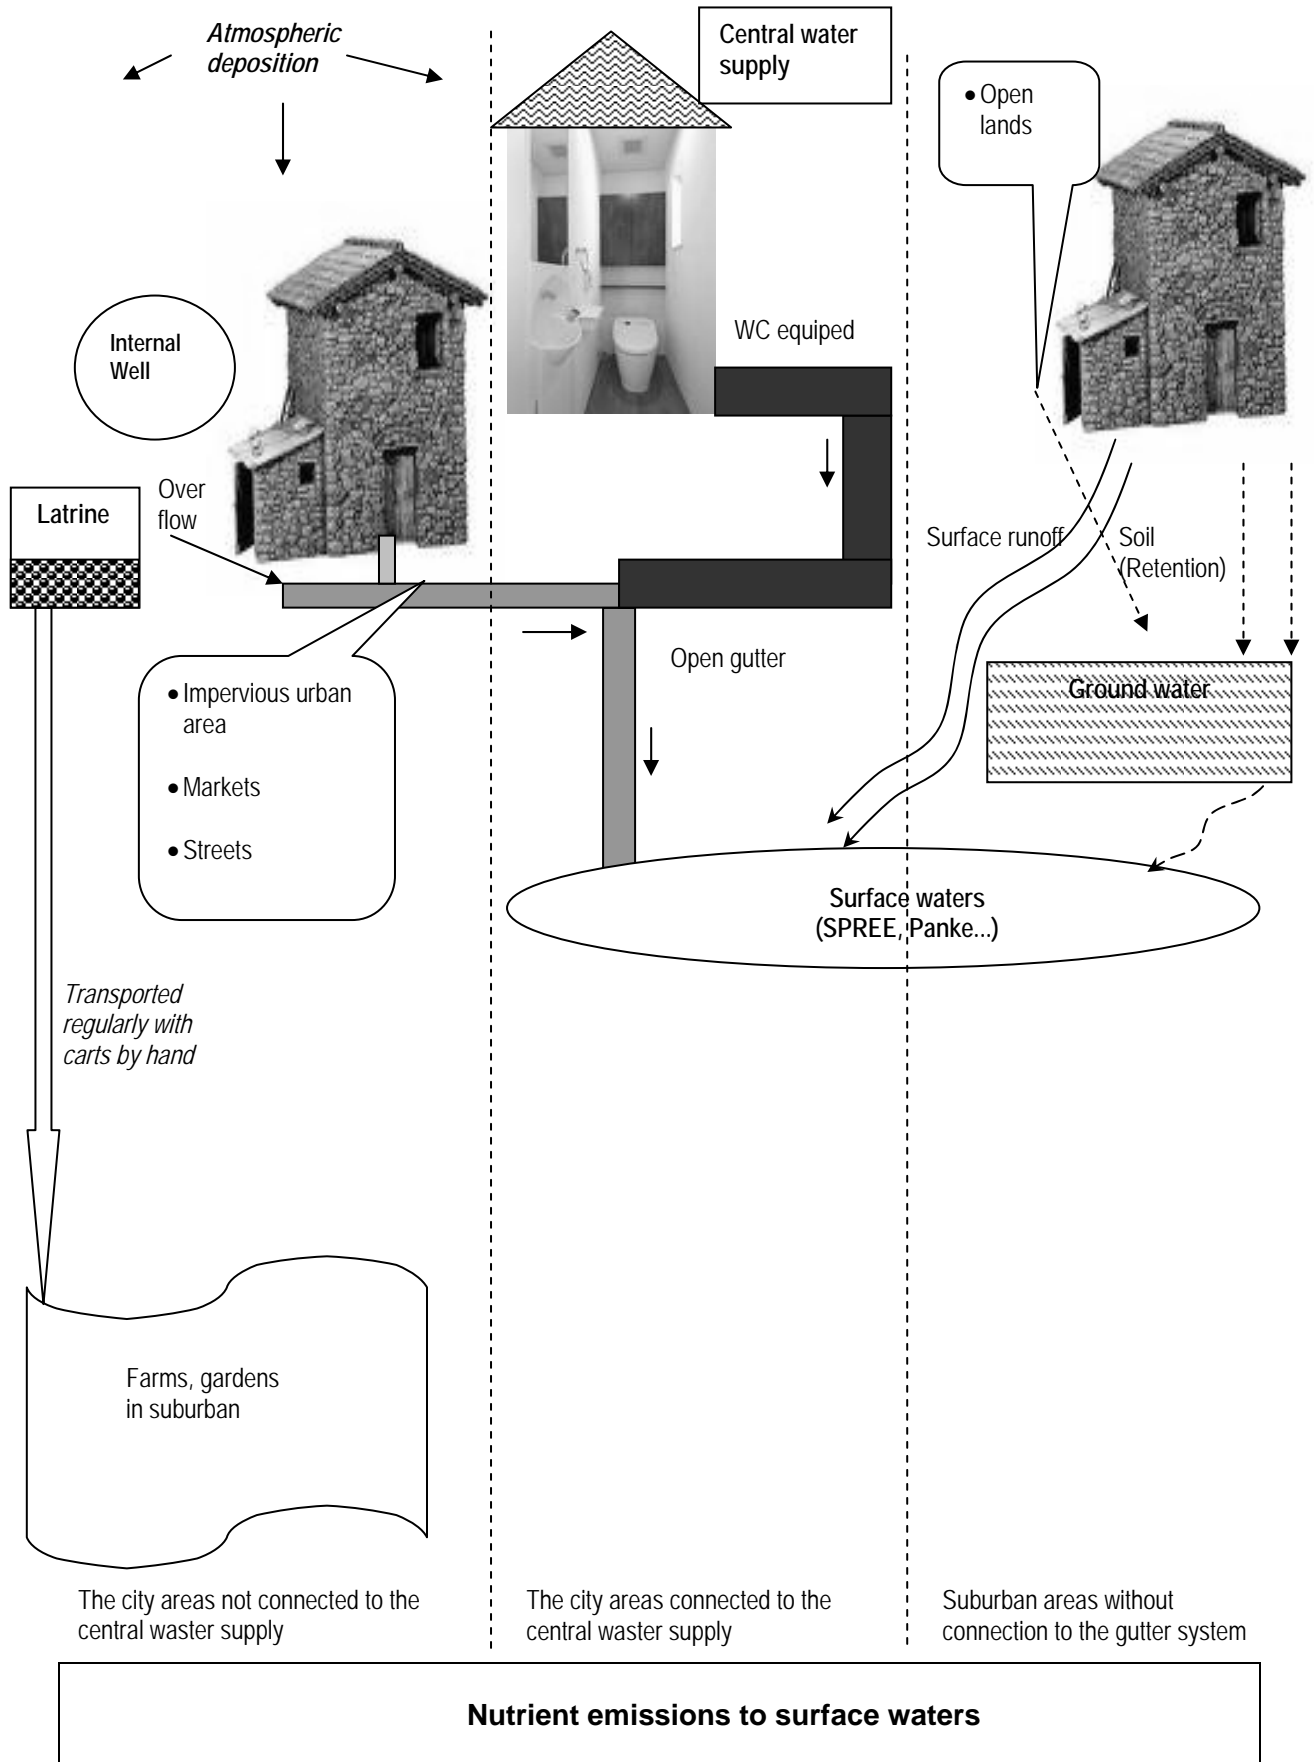 Atmospheric
deposition
Central water
supply
• Open
lands
Internal
Well
WC equiped
Latrine
Over
flow
Surface runoff
Soil
(Retention)
Open gutter
• Impervious urban
area
• Markets
• Streets
Ground water
Surface waters
(SPREE, Panke...)
Transported
regularly with
carts by hand
Farms, gardens
in suburban
The city areas not connected to the
central waster supply
The city areas connected to the
central waster supply
Suburban areas without
connection to the gutter system
Nutrient emissions to surface waters